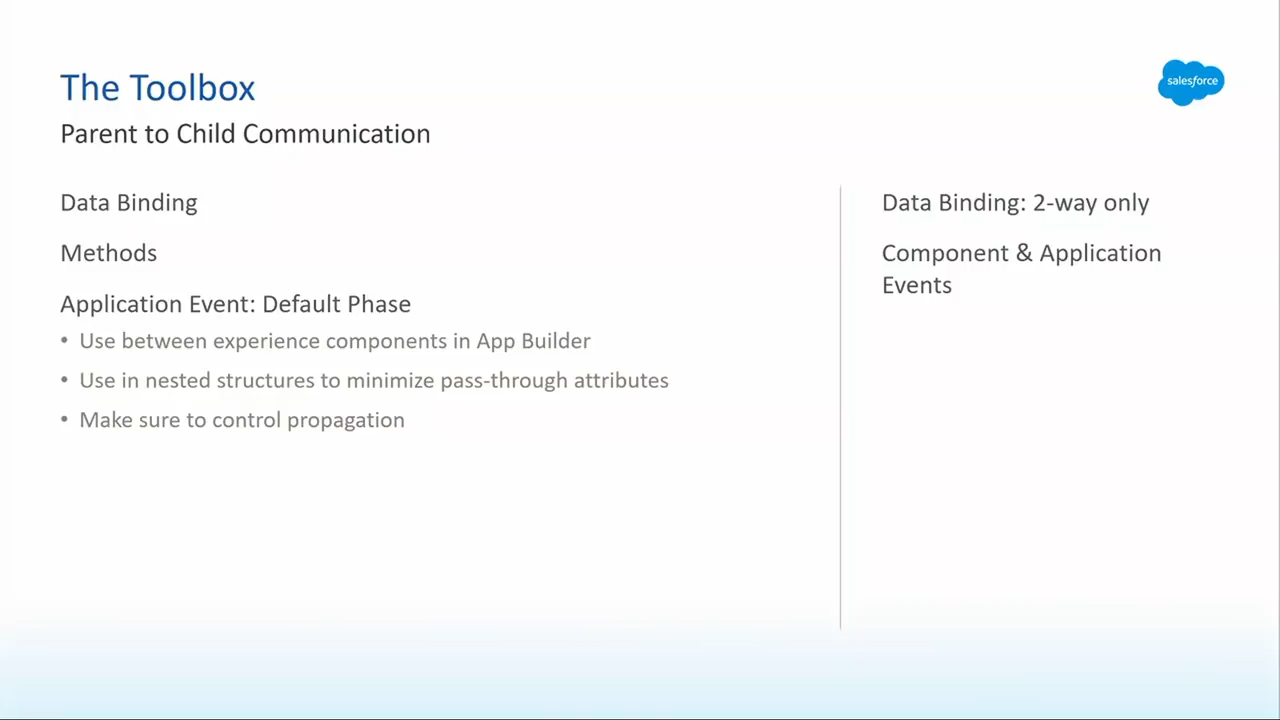 The Toolbox
salesforce
Parent to Child Communication
Data Binding
Methods
Application Event: Default Phase
• Use between experience components in App Builder
• Use in nested structures to minimize pass-through attributes
• Make sure to control propagation
Data Binding: 2-way only
Component & Application
Events